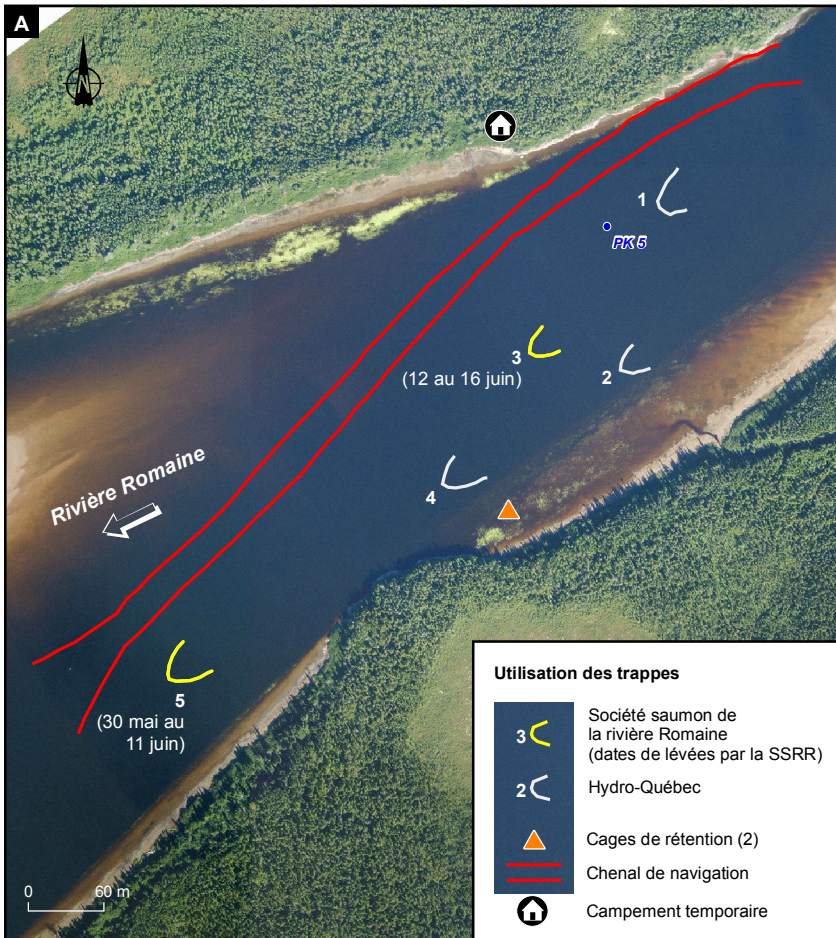 A
N
1
PK 5
3
(12 au 16 juin)
2
4
Rivière Romaine
5
(30 mai au
11 juin)
0 60 m
Utilisation des trappes
3
Société saumon de
la rivière Romaine
(dates de lévées par la SSRR)
2
Hydro-Québec
Cages de rétention (2)
Chenal de navigation
Campement temporaire